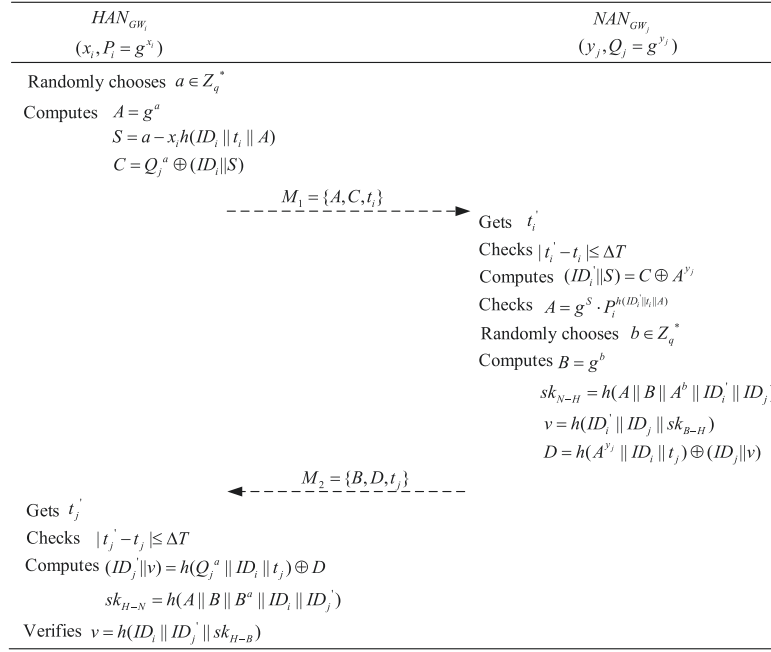 HAN_{GW_i} NAN_{GW_j}
(x_i, P_i = g^{x_i}) (y_j, Q_j = g^{y_j})
Randomly chooses a ∈ Z_q^*
Computes A = g^a
S = a − x_i h(ID_i || t_i || A)
C = Q_j^a ⊕ (ID_i||S)
M_1 = {A, C, t_i}
Gets t_i'
Checks | t_i' − t_i |≤ ΔT
Computes (ID_i'||S) = C ⊕ A^{y_j}
Checks A = g^S · P_i^{h(ID_i'||t_i||A)}
Randomly chooses b ∈ Z_q^*
Computes B = g^b
sk_{N−H} = h(A || B || A^b || ID_i' || ID_j)
v = h(ID_i' || ID_j || sk_{B−H})
D = h(A^{y_j} || ID_i || t_j) ⊕ (ID_j||v)
M_2 = {B, D, t_j}
Gets t_j'
Checks | t_j' − t_j |≤ ΔT
Computes (ID_j'||v) = h(Q_j^a || ID_i || t_j) ⊕ D
sk_{H−N} = h(A || B || B^a || ID_i || ID_j')
Verifies v = h(ID_i || ID_j' || sk_{H−B})